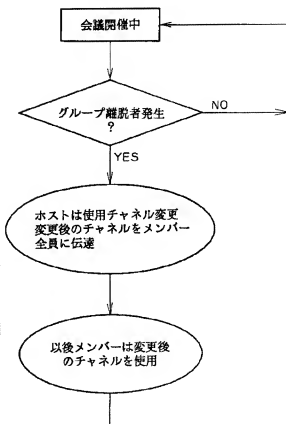 会議開催中
グループ離脱者発生
?
NO
YES
ホストは使用チャネル変更
変更後のチャネルをメンバー
全員に伝達
以後メンバーは変更後
のチャネルを使用